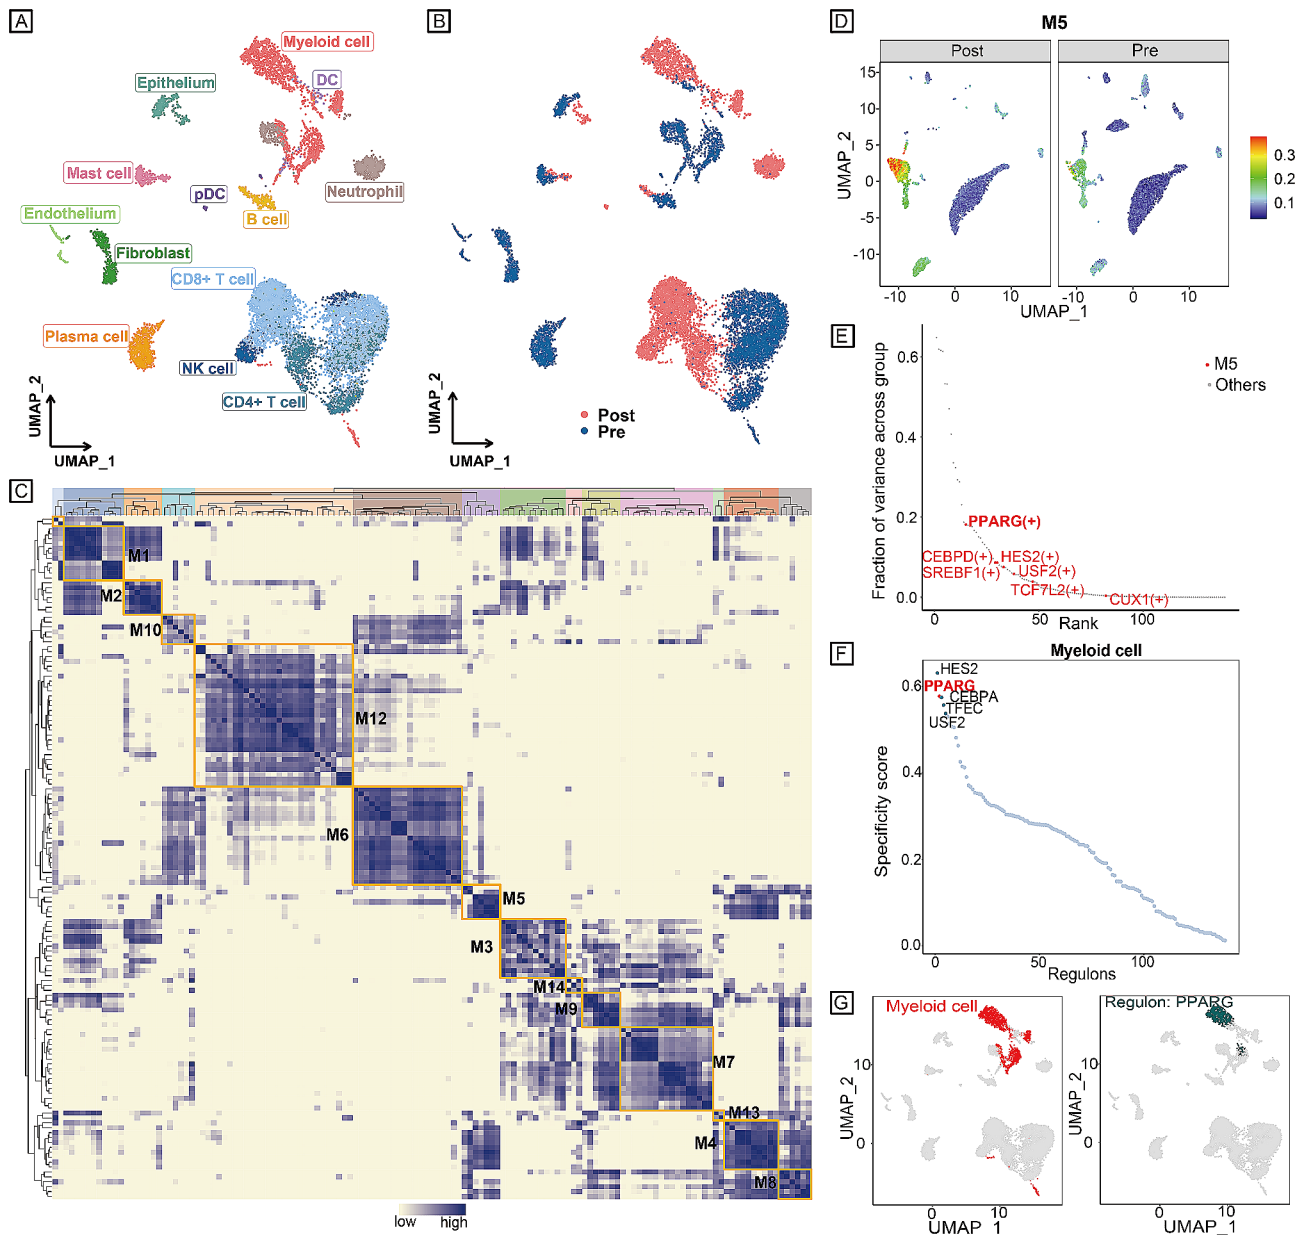 A
Myeloid cell
DC
Epithelium
Mast cell
pDC
Neutrophil
B cell
Endothelium
Fibroblast
CD8+ T cell
Plasma cell
NK cell
CD4+ T cell
UMAP_2
UMAP_1
B
Post
Pre
UMAP_2
UMAP_1
C
M1
M2
M10
M12
M6
M5
M3
M14
M9
M7
M13
M4
M8
low high
D
M5
Post Pre
15
10
5
0
-5
-10
UMAP_2
-10 0 10 -10 0 10
UMAP_1
0.3
0.2
0.1
E
M5
Others
0.6
0.4
0.2
0.0
Fraction of variance across group
PPARG(+)
CEBPD(+) HES2(+)
SREBF1(+) USF2(+)
TCF7L2(+)
CUX1(+)
0 50 100
Rank
F
Myeloid cell
HES2
PPARG
CEBPA
TFEC
USF2
0.6
0.4
0.2
0.0
Specificity score
0 50 100
Regulons
G
Myeloid cell
10
0
UMAP_2
0 10
UMAP_1
Regulon: PPARG
10
0
UMAP_2
0 10
UMAP_1